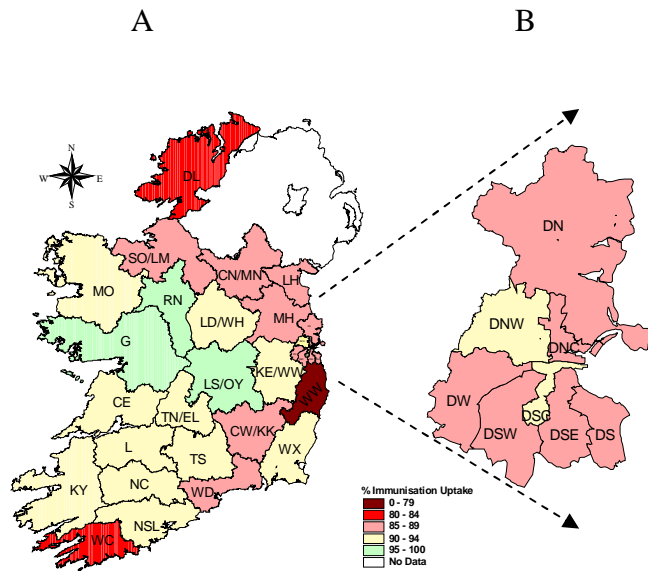 A
B
N
W E
S
DL
SO/LM
CN/MN
LH
MO
RN
LD/WH
MH
G
LS/OY
KE/WW
WW
CE
TN/EL
CW/KK
L
TS
WX
KY
NC
WD
NSL
WC
DN
DNW
DNC
DW
DSC
DSW
DSE
DS
% Immunisation Uptake
0 - 79
80 - 84
85 - 89
90 - 94
95 - 100
No Data